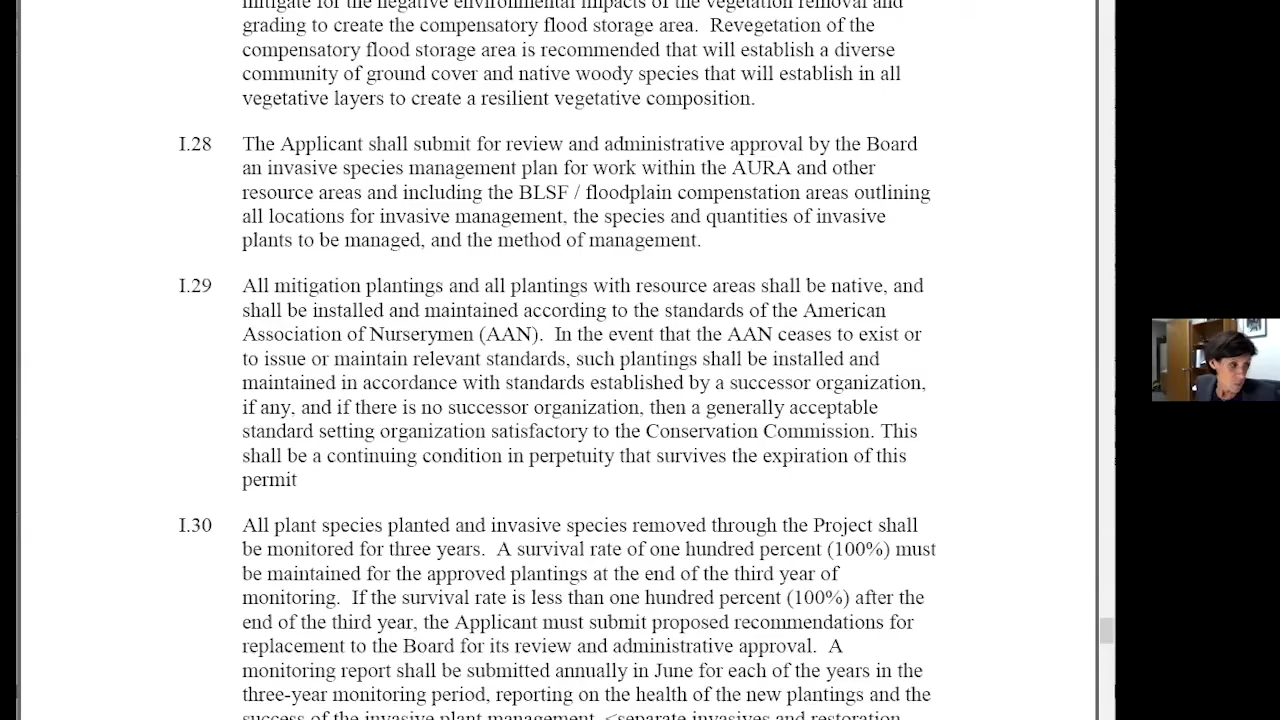 mitigate for the negative environmental impacts of the vegetation removal and
grading to create the compensatory flood storage area. Revegetation of the
compensatory flood storage area is recommended that will establish a diverse
community of ground cover and native woody species that will establish in all
vegetative layers to create a resilient vegetative composition.
I.28 The Applicant shall submit for review and administrative approval by the Board
an invasive species management plan for work within the AURA and other
resource areas and including the BLSF / floodplain compenstation areas outlining
all locations for invasive management, the species and quantities of invasive
plants to be managed, and the method of management.
I.29 All mitigation plantings and all plantings with resource areas shall be native, and
shall be installed and maintained according to the standards of the American
Association of Nurserymen (AAN). In the event that the AAN ceases to exist or
to issue or maintain relevant standards, such plantings shall be installed and
maintained in accordance with standards established by a successor organization,
if any, and if there is no successor organization, then a generally acceptable
standard setting organization satisfactory to the Conservation Commission. This
shall be a continuing condition in perpetuity that survives the expiration of this
permit
I.30 All plant species planted and invasive species removed through the Project shall
be monitored for three years. A survival rate of one hundred percent (100%) must
be maintained for the approved plantings at the end of the third year of
monitoring. If the survival rate is less than one hundred percent (100%) after the
end of the third year, the Applicant must submit proposed recommendations for
replacement to the Board for its review and administrative approval. A
monitoring report shall be submitted annually in June for each of the years in the
three-year monitoring period, reporting on the health of the new plantings and the
success of the invasive plant management. <separate invasives and restoration